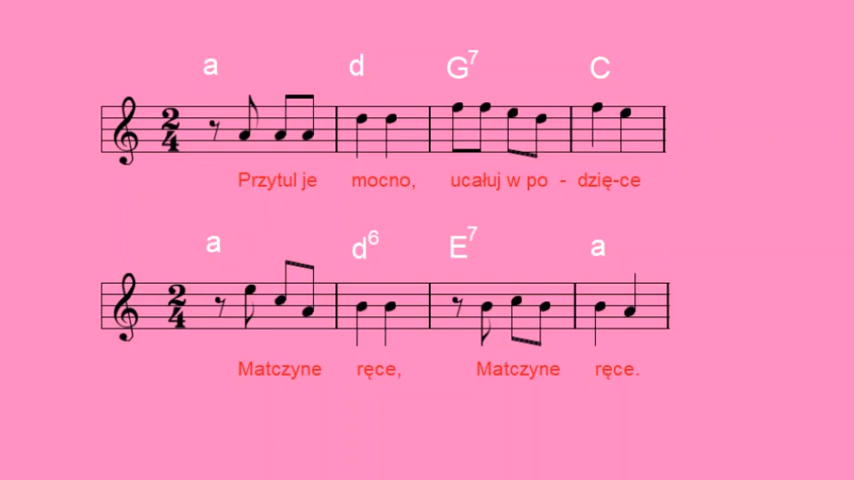 a d G7 C
2 4
Przytul je mocno, ucałuj w po - dzię-ce
a d6 E7 a
2 4
Matczyne ręce, Matczyne ręce.